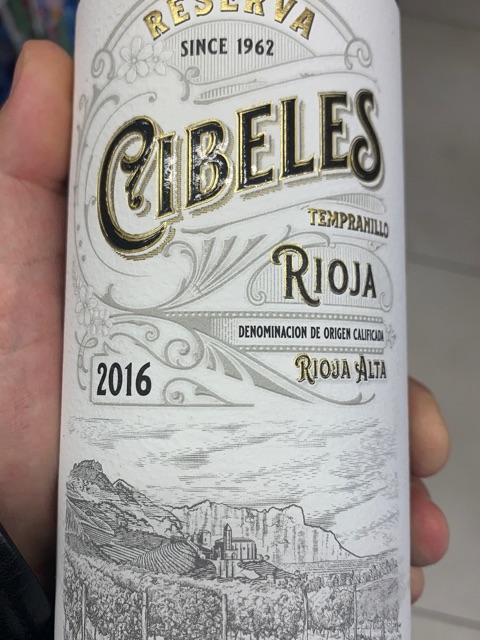 RESERVA
SINCE 1962
CIBELES
TEMPRANILLO
RIOJA
DENOMINACION DE ORIGEN CALIFICADA
RIOJA ALTA
2016